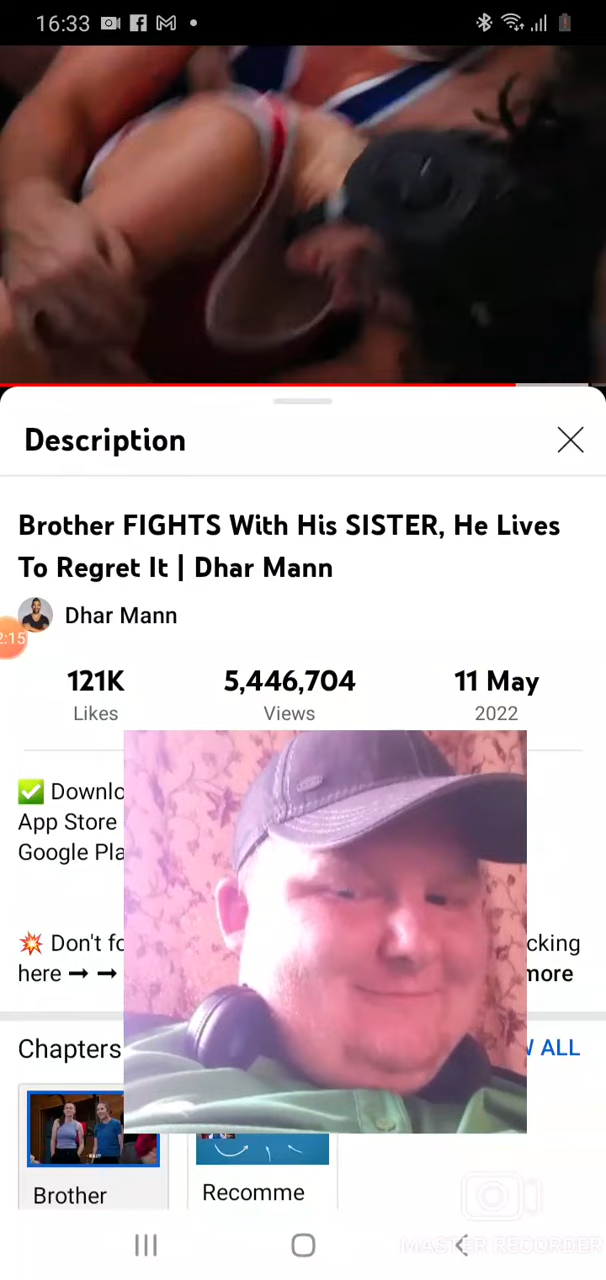 16:33
Description
Brother FIGHTS With His SISTER, He Lives
To Regret It | Dhar Mann
Dhar Mann
2:15
121K 5,446,704 11 May
Likes Views 2022
Downlo
App Store
Google Pla
Don't fo cking
here → → more
Chapters W ALL
Brother Recomme
MASTER RECORDER